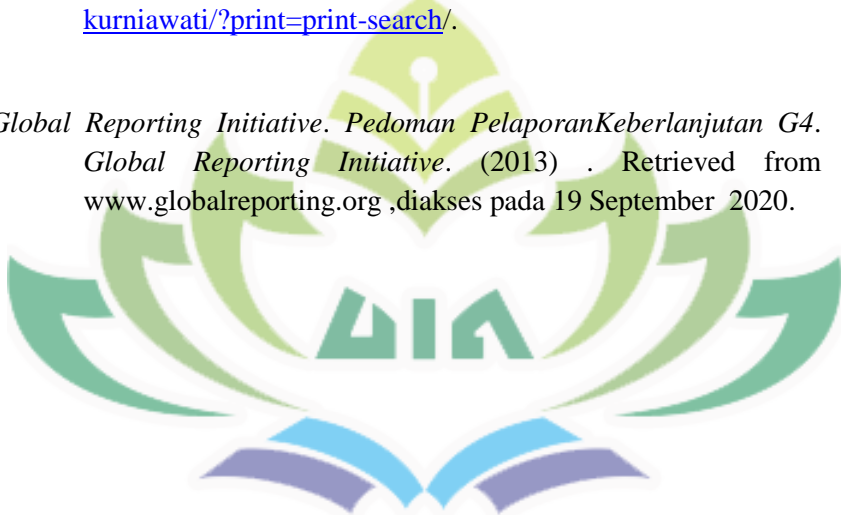 kurniawati/?print=print-search/.
Global Reporting Initiative. Pedoman PelaporanKeberlanjutan G4.
Global Reporting Initiative. (2013) . Retrieved from
www.globalreporting.org ,diakses pada 19 September 2020.
UIN